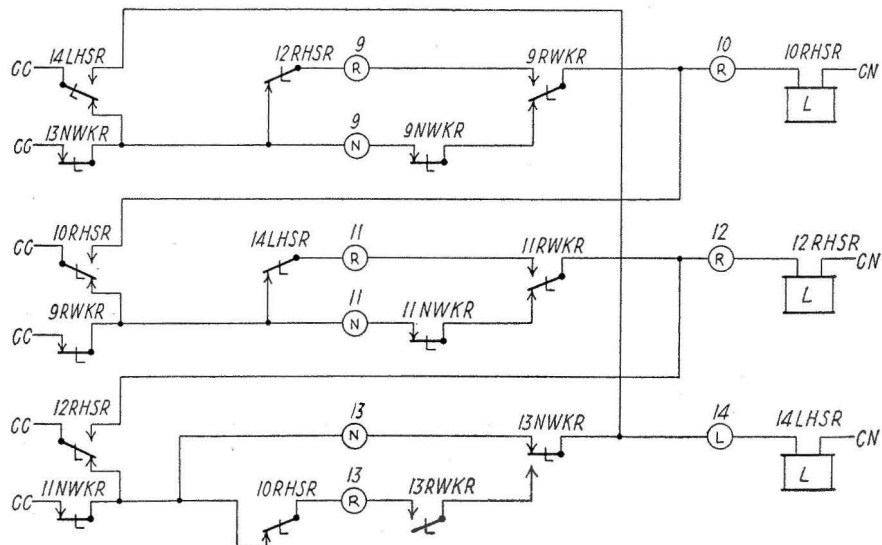 9
10
14LHSR
12RHSR
9RWKR
10RHSR
CC
R
R
CN
L
13NWKR
9
9NWKR
CC
N
10RHSR
14LHSR
11
11RWKR
12
12RHSR
CC
R
R
CN
L
9RWKR
11
11NWKR
CC
N
12RHSR
13
13NWKR
14
14LHSR
CC
N
L
CN
L
11NWKR
10RHSR
13
13RWKR
CC
R